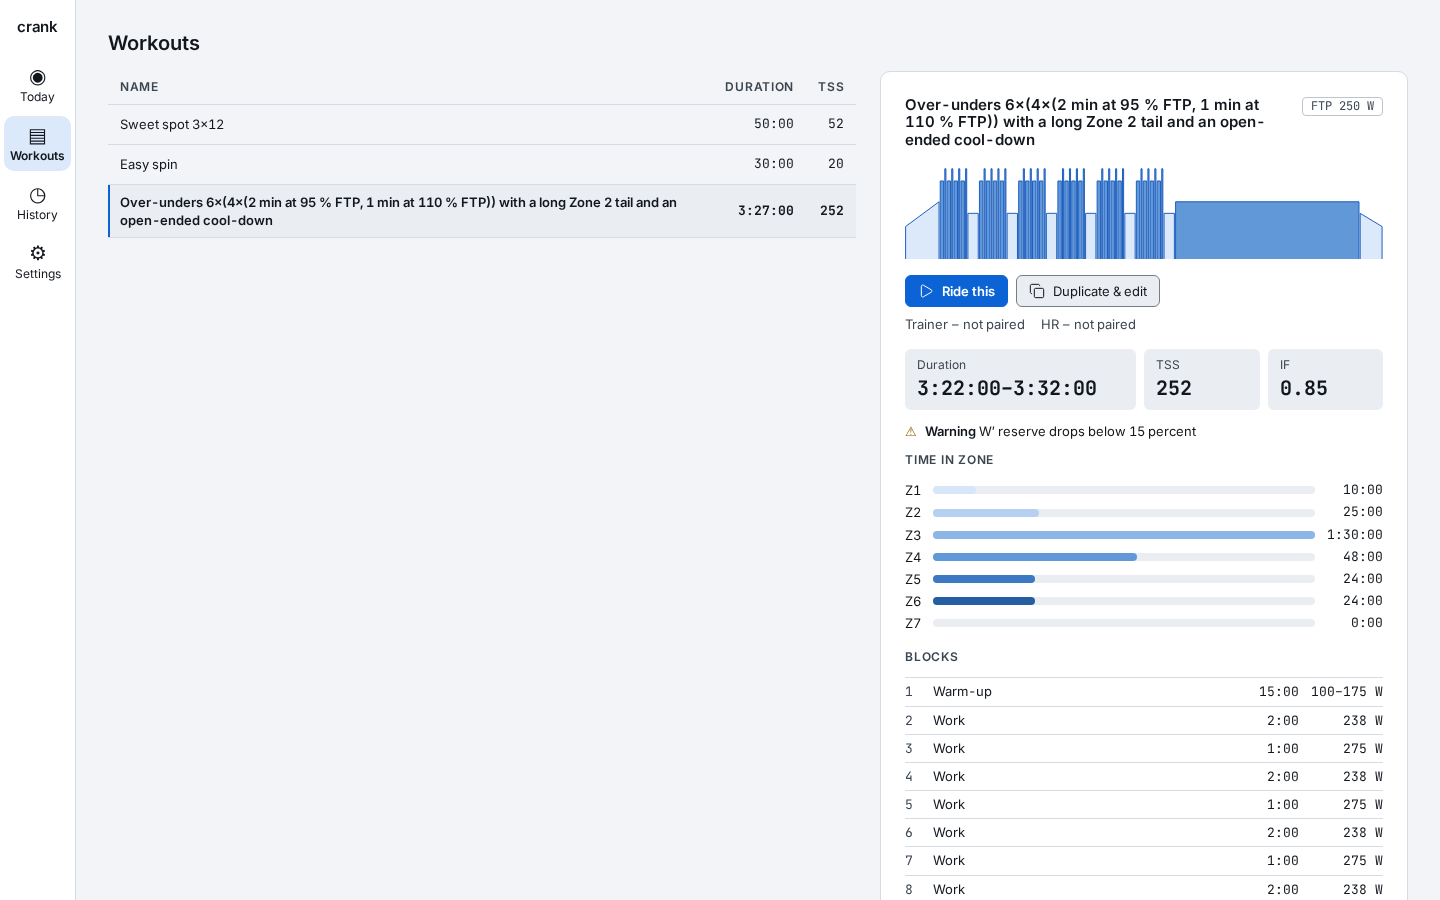 crank
Today
Workouts
History
Settings
Workouts
NAME DURATION TSS
Sweet spot 3×12 50:00 52
Easy spin 30:00 20
Over-unders 6×(4×(2 min at 95 % FTP, 1 min at 110 % FTP)) with a long Zone 2 tail and an
open-ended cool-down
3:27:00 252
Over-unders 6×(4×(2 min at 95 % FTP, 1 min at
110 % FTP)) with a long Zone 2 tail and an open-
ended cool-down
FTP 250 W
Ride this
Duplicate & edit
Trainer – not paired HR – not paired
Duration TSS IF
3:22:00–3:32:00 252 0.85
⚠ Warning W′ reserve drops below 15 percent
TIME IN ZONE
Z1 10:00
Z2 25:00
Z3 1:30:00
Z4 48:00
Z5 24:00
Z6 24:00
Z7 0:00
BLOCKS
1 Warm-up 15:00 100–175 W
2 Work 2:00 238 W
3 Work 1:00 275 W
4 Work 2:00 238 W
5 Work 1:00 275 W
6 Work 2:00 238 W
7 Work 1:00 275 W
8 Work 2:00 238 W